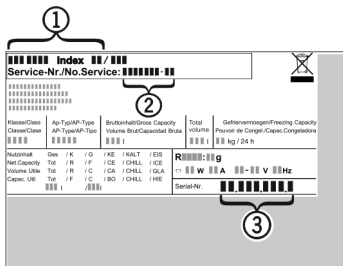 1
Index /
Service-Nr./No.Service: -
2
Klasse/Class Ap-Typ/AP-Type Bruttoinhalt/Gross Capacity Total Gefriervermoegen/Freezing Capacity
Classe/Clase AP-Type/AP-Tipo Volume Brut/Capacidad Bruta volume Pouvoir de Congel./Capac.Congeladora
l l kg / 24 h
Nutzinhalt Ges / K / G / KE / KALT / EIS
Net.Capacity Tot / R / F / CE / CHILL / ICE
Volume Utile Tot / R / C / CA / CHILL / GLA
Capac. Util Tot / F / C / BO / CHILL / HIE
l / l
R : g
W A - V Hz
Serial-Nr. . . .
3